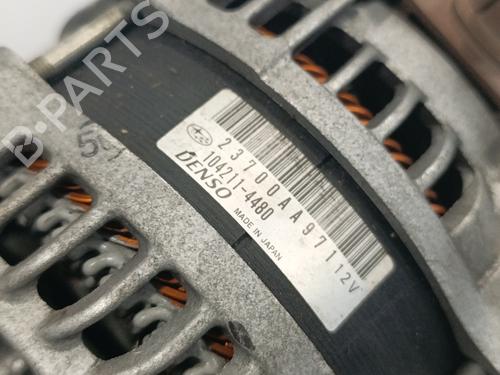 B-PARTS
23700AA971 12V
104211-4480
DENSO MADE IN JAPAN